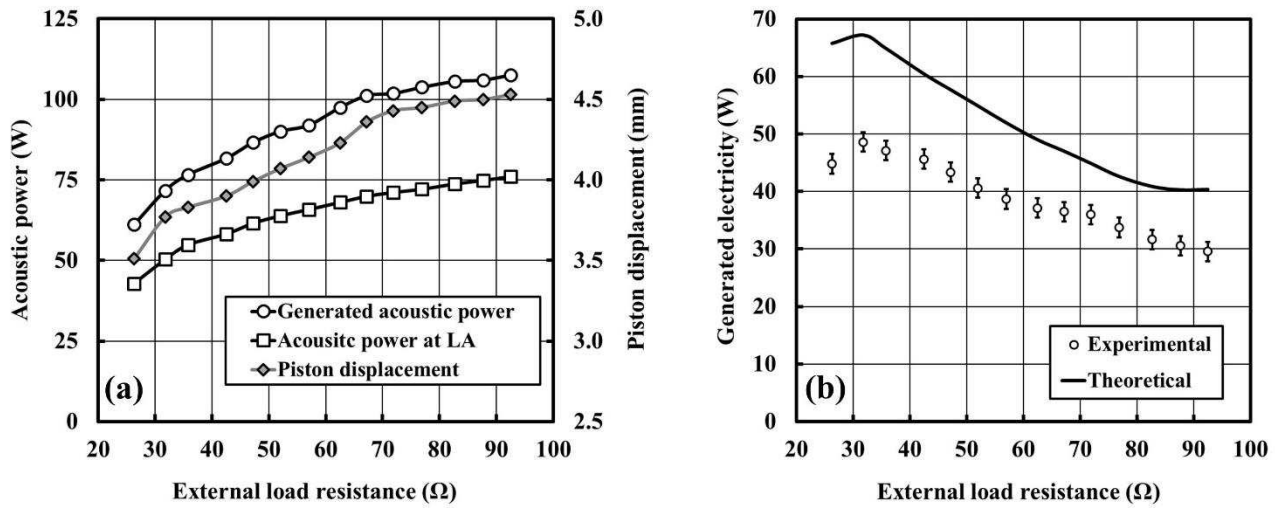 125
100
75
50
25
0
Acoustic power (W)
5.0
4.5
4.0
3.5
3.0
2.5
Piston displacement (mm)
Generated acoustic power
Acousitc power at LA
Piston displacement
(a)
20 30 40 50 60 70 80 90 100
External load resistance (Ω)
70
60
50
40
30
20
10
0
Generated electricity (W)
Experimental
Theoretical
(b)
20 30 40 50 60 70 80 90 100
External load resistance (Ω)